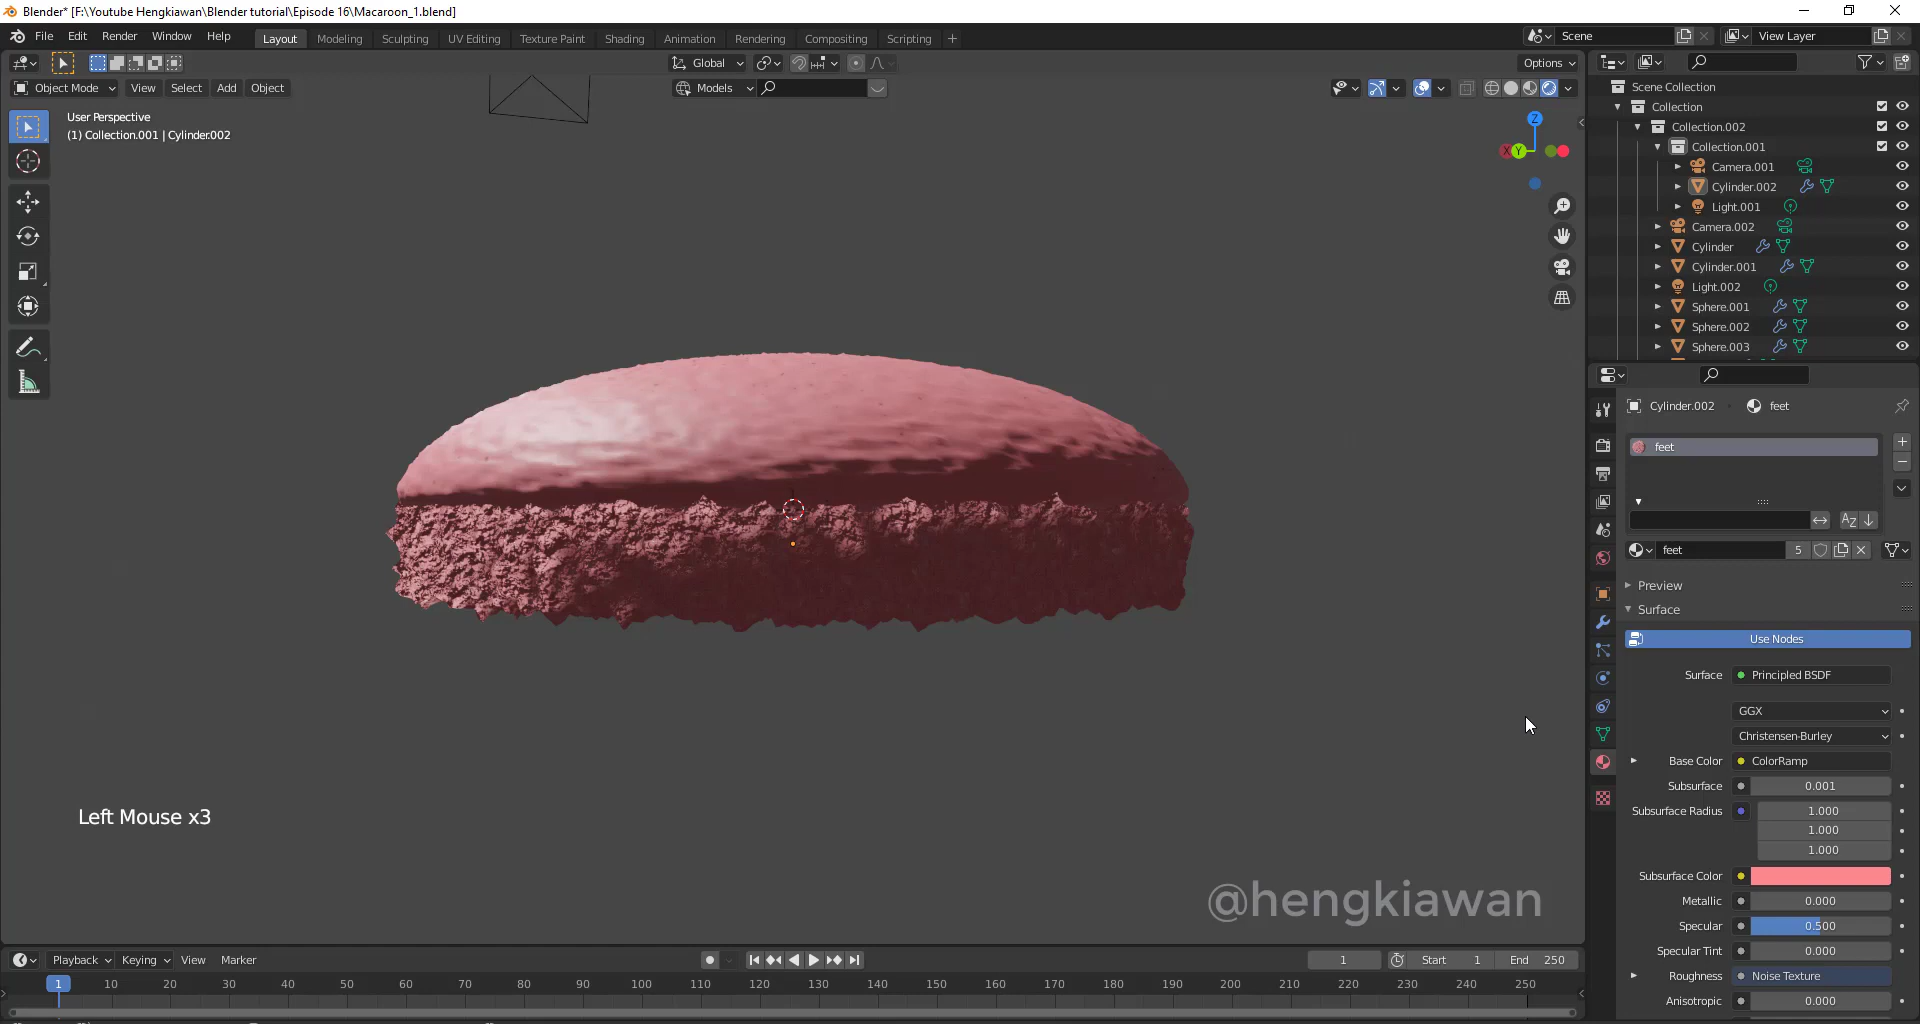 Blender* [F:\Youtube Hengkiawan\Blender tutorial\Episode 16\Macaroon_1.blend]
File Edit Render Window Help Layout Modeling Sculpting UV Editing Texture Paint Shading Animation Rendering Compositing Scripting + Scene View Layer
Global Options
Object Mode View Select Add Object Models
User Perspective
(1) Collection.001 | Cylinder.002
Z
X Y
Scene Collection
Collection
Collection.002
Collection.001
Camera.001
Cylinder.002
Light.001
Camera.002
Cylinder
Cylinder.001
Light.002
Sphere.001
Sphere.002
Sphere.003
Cylinder.002 feet
feet
feet 5
Preview
Surface
Use Nodes
Surface Principled BSDF
GGX
Christensen-Burley
Base Color ColorRamp
Subsurface 0.001
Subsurface Radius 1.000
1.000
1.000
Subsurface Color
Metallic 0.000
Specular 0.500
Specular Tint 0.000
Roughness Noise Texture
Anisotropic 0.000
Left Mouse x3
@hengkiawan
Playback Keying View Marker 1 Start 1 End 250
1 10 20 30 40 50 60 70 80 90 100 110 120 130 140 150 160 170 180 190 200 210 220 230 240 250